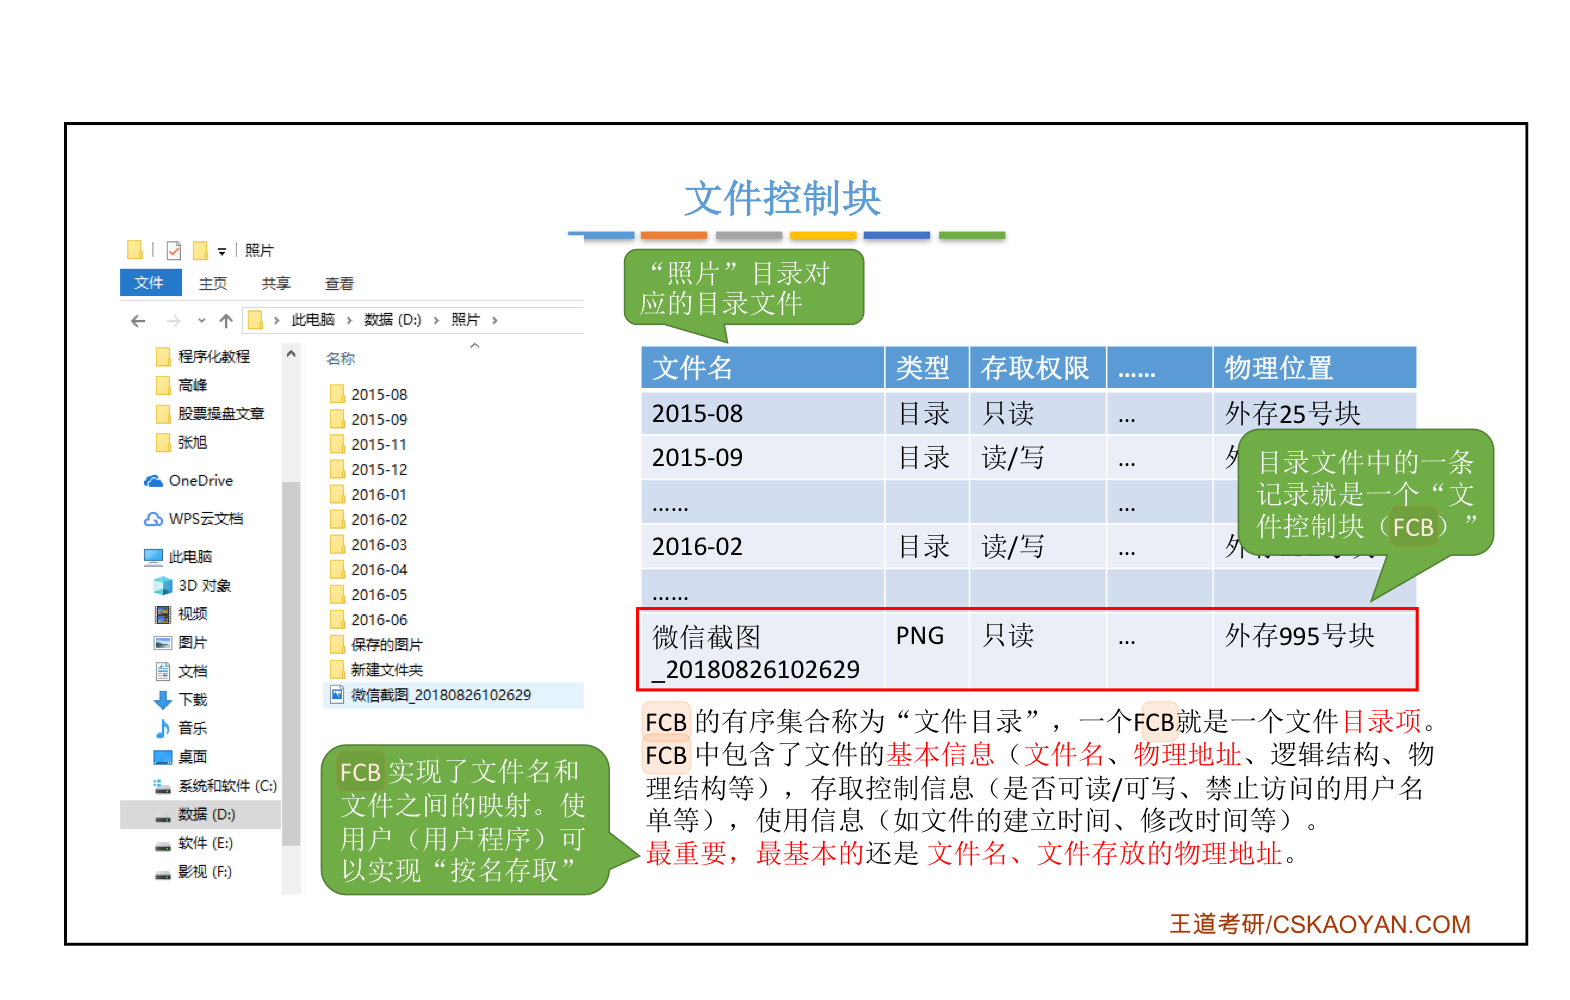 文件控制块
照片
文件 主页 共享 查看
此电脑 数据 (D:) 照片
程序化教程
高峰
股票操盘文章
张旭
OneDrive
WPS云文档
此电脑
3D 对象
视频
图片
文档
下载
音乐
桌面
系统和软件 (C:)
数据 (D:)
软件 (E:)
影视 (F:)
名称
2015-08
2015-09
2015-11
2015-12
2016-01
2016-02
2016-03
2016-04
2016-05
2016-06
保存的图片
新建文件夹
微信截图_20180826102629
“照片”目录对
应的目录文件
文件名 类型 存取权限 …… 物理位置
2015-08 目录 只读 … 外存25号块
2015-09 目录 读/写 … 外
…… …
2016-02 目录 读/写 … 外
……
微信截图 PNG 只读 … 外存995号块
_20180826102629
目录文件中的一条
记录就是一个“文
件控制块（FCB）”
FCB 的有序集合称为“文件目录”，一个FCB就是一个文件目录项。
FCB 中包含了文件的基本信息（文件名、物理地址、逻辑结构、物
理结构等），存取控制信息（是否可读/可写、禁止访问的用户名
单等），使用信息（如文件的建立时间、修改时间等）。
最重要，最基本的还是 文件名、文件存放的物理地址。
FCB 实现了文件名和
文件之间的映射。使
用户（用户程序）可
以实现“按名存取”
王道考研/CSKAOYAN.COM